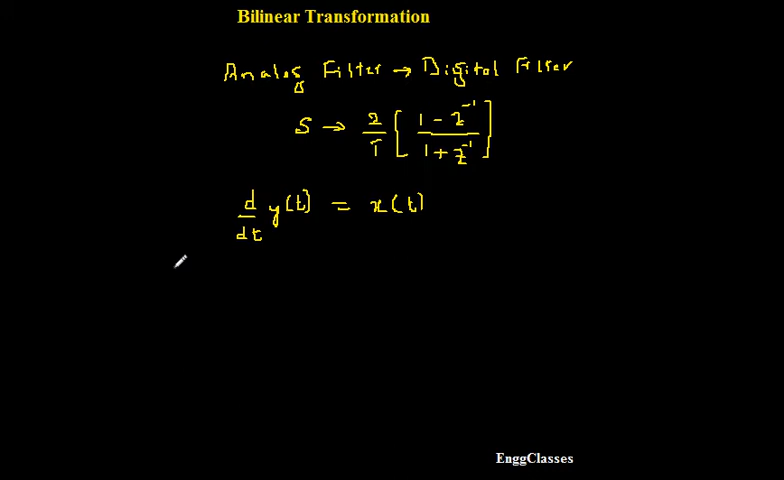 Bilinear Transformation
Analog Filter → Digital Filter
S → 2/T [ (1 - z^-1) / (1 + z^-1) ]
d/dt y(t) = x(t)
EnggClasses